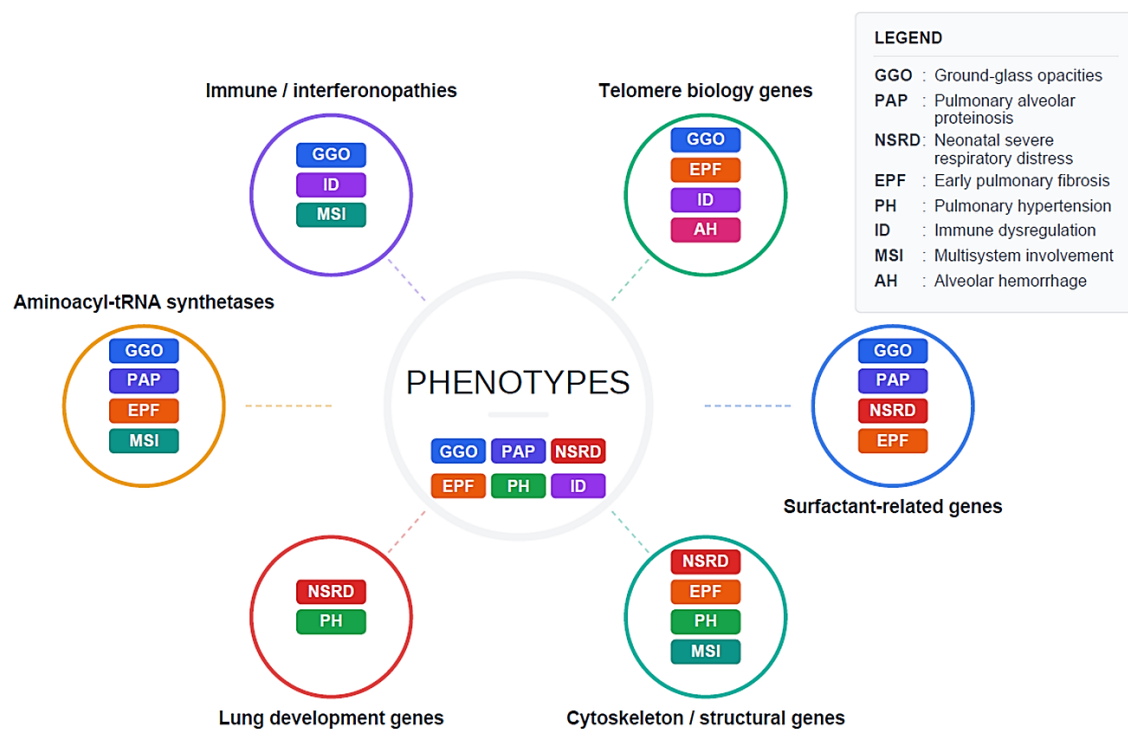 LEGEND
GGO : Ground-glass opacities
PAP : Pulmonary alveolar
proteinosis
NSRD : Neonatal severe
respiratory distress
EPF : Early pulmonary fibrosis
PH : Pulmonary hypertension
ID : Immune dysregulation
MSI : Multisystem involvement
AH : Alveolar hemorrhage
Immune / interferonopathies
GGO
ID
MSI
Telomere biology genes
GGO
EPF
ID
AH
Aminoacyl-tRNA synthetases
GGO
PAP
EPF
MSI
PHENOTYPES
GGO PAP NSRD
EPF PH ID
GGO
PAP
NSRD
EPF
Surfactant-related genes
NSRD
PH
Lung development genes
NSRD
EPF
PH
MSI
Cytoskeleton / structural genes